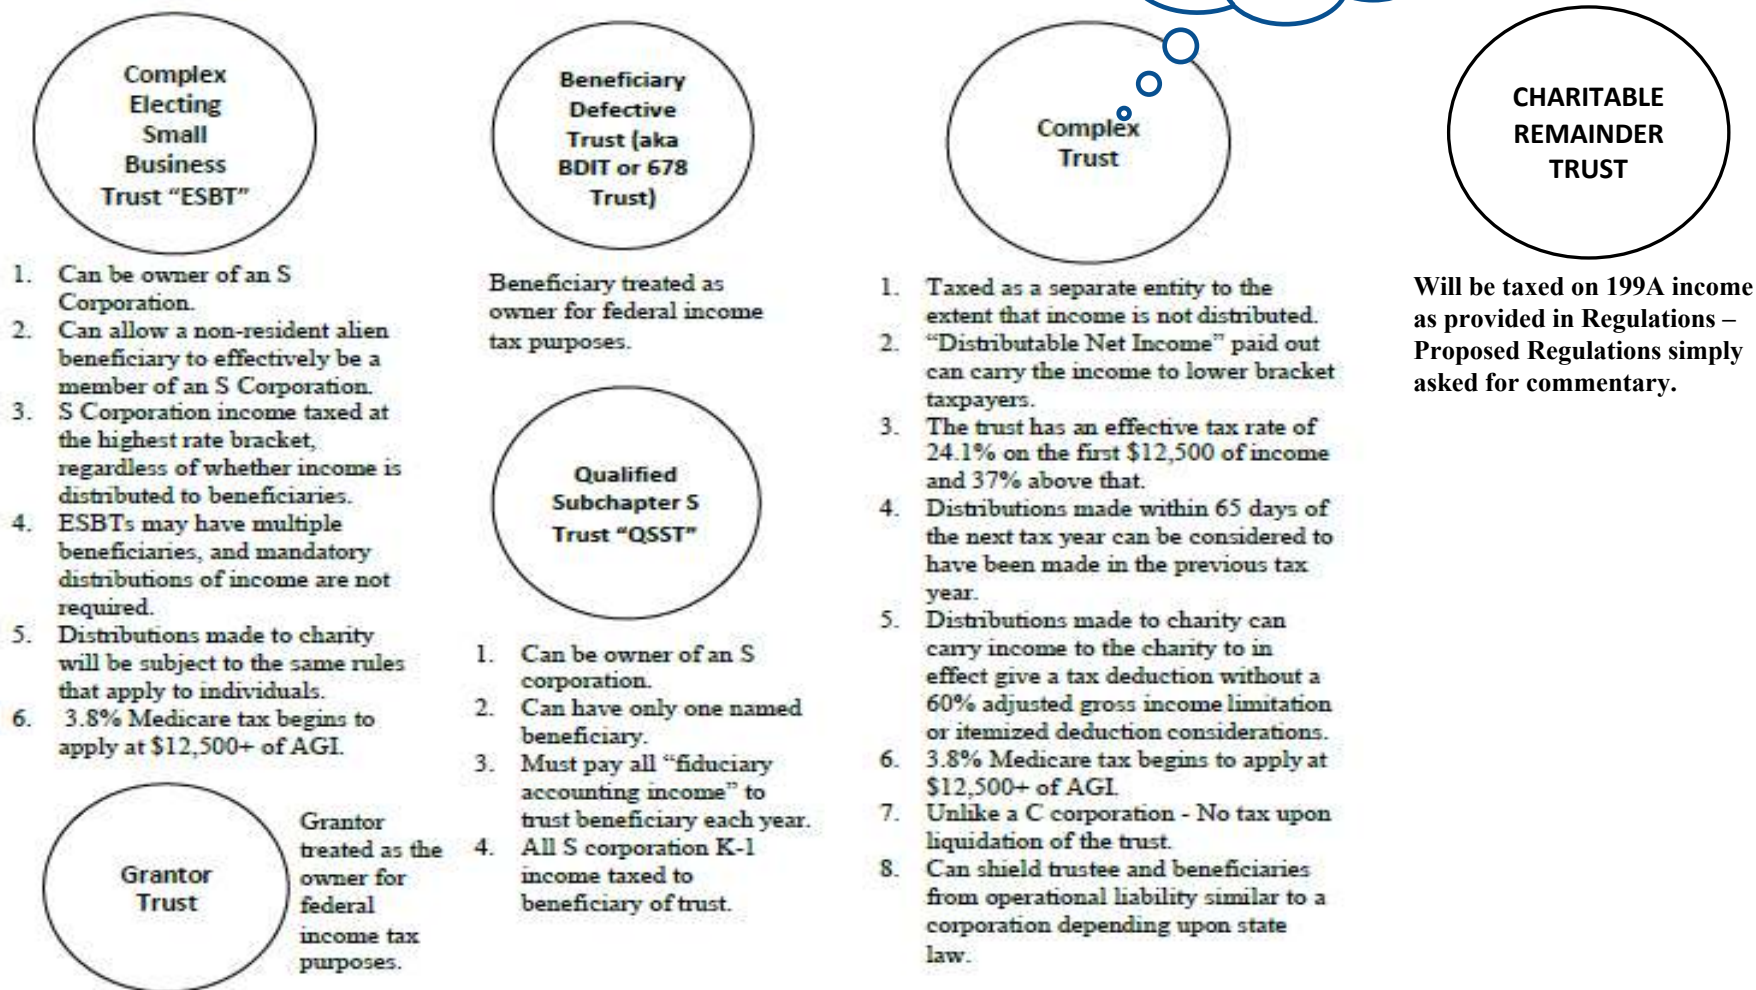 Complex
Electing
Small
Business
Trust “ESBT”
1. Can be owner of an S
Corporation.
2. Can allow a non-resident alien
beneficiary to effectively be a
member of an S Corporation.
3. S Corporation income taxed at
the highest rate bracket,
regardless of whether income is
distributed to beneficiaries.
4. ESBTs may have multiple
beneficiaries, and mandatory
distributions of income are not
required.
5. Distributions made to charity
will be subject to the same rules
that apply to individuals.
6. 3.8% Medicare tax begins to
apply at $12,500+ of AGI.
Grantor
Trust
Grantor
treated as the
owner for
federal
income tax
purposes.
Beneficiary
Defective
Trust (aka
BDIT or 678
Trust)
Beneficiary treated as
owner for federal income
tax purposes.
Qualified
Subchapter S
Trust “QSST”
1. Can be owner of an S
corporation.
2. Can have only one named
beneficiary.
3. Must pay all “fiduciary
accounting income” to
trust beneficiary each year.
4. All S corporation K-1
income taxed to
beneficiary of trust.
Complex
Trust
1. Taxed as a separate entity to the
extent that income is not distributed.
2. “Distributable Net Income” paid out
can carry the income to lower bracket
taxpayers.
3. The trust has an effective tax rate of
24.1% on the first $12,500 of income
and 37% above that.
4. Distributions made within 65 days of
the next tax year can be considered to
have been made in the previous tax
year.
5. Distributions made to charity can
carry income to the charity to in
effect give a tax deduction without a
60% adjusted gross income limitation
or itemized deduction considerations.
6. 3.8% Medicare tax begins to apply at
$12,500+ of AGI.
7. Unlike a C corporation - No tax upon
liquidation of the trust.
8. Can shield trustee and beneficiaries
from operational liability similar to a
corporation depending upon state
law.
CHARITABLE
REMAINDER
TRUST
Will be taxed on 199A income
as provided in Regulations –
Proposed Regulations simply
asked for commentary.